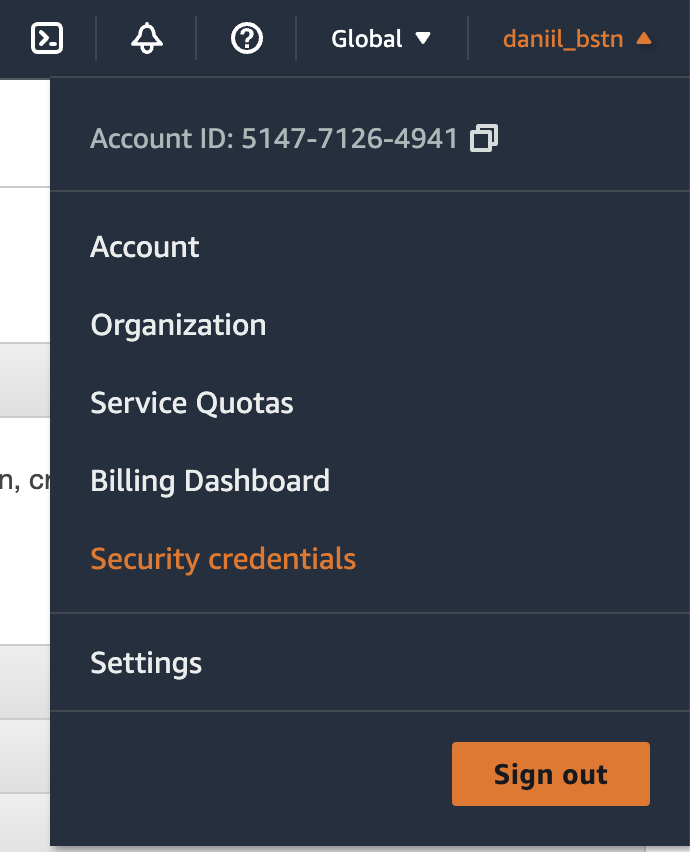 Global daniil_bstn
Account ID: 5147-7126-4941
Account
Organization
Service Quotas
n, cr
Billing Dashboard
Security credentials
Settings
Sign out